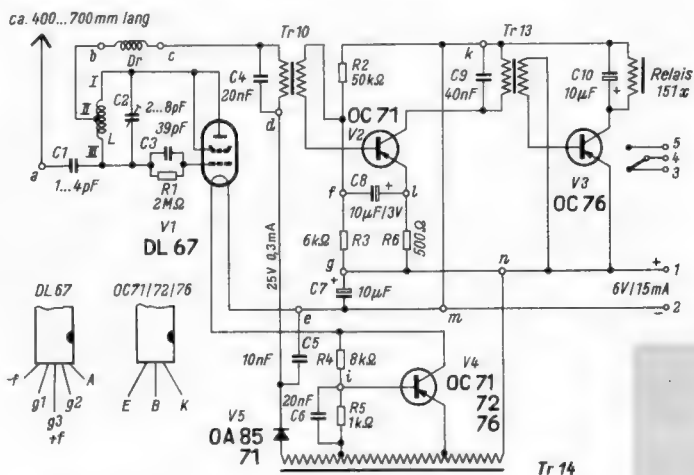 ca. 400...700mm lang
b
Dr
c
Tr10
Tr 13
I
II
III
L
C2
2...8pF
39pF
C3
R1
2MΩ
C1
1...4pF
a
V1
DL 67
C4
20nF
d
R2
50kΩ
OC 71
V2
k
C9
40nF
C10
10µF
+
Relais
151x
V3
OC 76
5
4
3
f
C8
+
10µF/3V
l
6kΩ
R3
R6
500Ω
g
n
+
1
6V/15mA
–
2
C7
+
10µF
e
m
25V 0,3mA
C5
10nF
R4
8kΩ
i
20nF
C6
R5
1kΩ
V4
OC 71
72
76
V5
OA 85
71
Tr 14
DL 67
-f
g1
g3
+f
g2
A
OC71/72/76
E
B
K